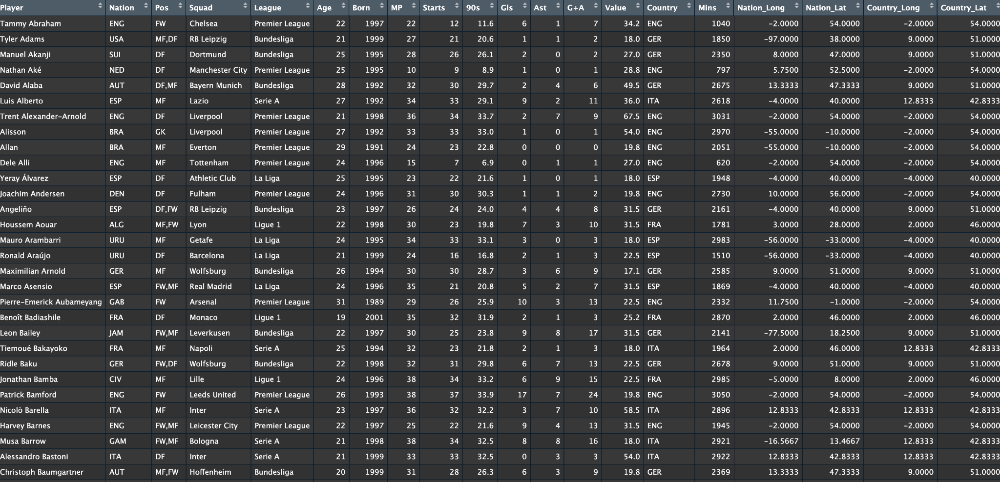 Player Nation Pos Squad League Age Born MP Starts 90s Gls Ast G+A Value Country Mins Nation_Long Nation_Lat Country_Long Country_Lat
Tammy Abraham ENG FW Chelsea Premier League 22 1997 22 12 11.6 6 1 7 34.2 ENG 1040 -2.0000 54.0000 -2.0000 54.0000
Tyler Adams USA MF,DF RB Leipzig Bundesliga 21 1999 27 21 20.6 1 1 2 18.0 GER 1850 -97.0000 38.0000 9.0000 51.0000
Manuel Akanji SUI DF Dortmund Bundesliga 25 1995 28 26 26.1 2 0 2 27.0 GER 2350 8.0000 47.0000 9.0000 51.0000
Nathan Aké NED DF Manchester City Premier League 25 1995 10 9 8.9 1 0 1 28.8 ENG 797 5.7500 52.5000 -2.0000 54.0000
David Alaba AUT DF,MF Bayern Munich Bundesliga 28 1992 32 30 29.7 2 4 6 49.5 GER 2675 13.3333 47.3333 9.0000 51.0000
Luis Alberto ESP MF Lazio Serie A 27 1992 34 33 29.1 9 2 11 36.0 ITA 2618 -4.0000 40.0000 12.8333 42.8333
Trent Alexander-Arnold ENG DF Liverpool Premier League 21 1998 36 34 33.7 2 7 9 67.5 ENG 3031 -2.0000 54.0000 -2.0000 54.0000
Alisson BRA GK Liverpool Premier League 27 1992 33 33 33.0 1 0 1 54.0 ENG 2970 -55.0000 -10.0000 -2.0000 54.0000
Allan BRA MF Everton Premier League 29 1991 24 23 22.8 0 0 0 19.8 ENG 2051 -55.0000 -10.0000 -2.0000 54.0000
Dele Alli ENG MF Tottenham Premier League 24 1996 15 7 6.9 0 1 1 27.0 ENG 620 -2.0000 54.0000 -2.0000 54.0000
Yeray Álvarez ESP DF Athletic Club La Liga 25 1995 23 22 21.6 1 0 1 18.0 ESP 1948 -4.0000 40.0000 -4.0000 40.0000
Joachim Andersen DEN DF Fulham Premier League 24 1996 31 30 30.3 1 1 2 19.8 ENG 2730 10.0000 56.0000 -2.0000 54.0000
Angeliño ESP DF,FW RB Leipzig Bundesliga 23 1997 26 24 24.0 4 4 8 31.5 GER 2161 -4.0000 40.0000 9.0000 51.0000
Houssem Aouar ALG MF,FW Lyon Ligue 1 22 1998 30 23 19.8 7 3 10 31.5 FRA 1781 3.0000 28.0000 2.0000 46.0000
Mauro Arambarri URU MF Getafe La Liga 24 1995 34 33 33.1 3 0 3 18.0 ESP 2983 -56.0000 -33.0000 -4.0000 40.0000
Ronald Araújo URU DF Barcelona La Liga 21 1999 24 16 16.8 2 1 3 22.5 ESP 1510 -56.0000 -33.0000 -4.0000 40.0000
Maximilian Arnold GER MF Wolfsburg Bundesliga 26 1994 30 30 28.7 3 6 9 17.1 GER 2585 9.0000 51.0000 9.0000 51.0000
Marco Asensio ESP FW,MF Real Madrid La Liga 24 1996 35 21 20.8 5 2 7 31.5 ESP 1869 -4.0000 40.0000 -4.0000 40.0000
Pierre-Emerick Aubameyang GAB FW Arsenal Premier League 31 1989 29 26 25.9 10 3 13 22.5 ENG 2332 11.7500 -1.0000 -2.0000 54.0000
Benoît Badiashile FRA DF Monaco Ligue 1 19 2001 35 32 31.9 2 1 3 25.2 FRA 2870 2.0000 46.0000 2.0000 46.0000
Leon Bailey JAM FW,MF Leverkusen Bundesliga 22 1997 30 25 23.8 9 8 17 31.5 GER 2141 -77.5000 18.2500 9.0000 51.0000
Tiemoué Bakayoko FRA MF Napoli Serie A 25 1994 32 23 21.8 2 1 3 18.0 ITA 1964 2.0000 46.0000 12.8333 42.8333
Ridle Baku GER FW,DF Wolfsburg Bundesliga 22 1998 32 31 29.8 6 7 13 22.5 GER 2678 9.0000 51.0000 9.0000 51.0000
Jonathan Bamba CIV MF Lille Ligue 1 24 1996 38 34 33.2 6 9 15 22.5 FRA 2985 -5.0000 8.0000 2.0000 46.0000
Patrick Bamford ENG FW Leeds United Premier League 26 1993 38 37 33.9 17 7 24 19.8 ENG 3050 -2.0000 54.0000 -2.0000 54.0000
Nicolò Barella ITA MF Inter Serie A 23 1997 36 32 32.2 3 7 10 58.5 ITA 2896 12.8333 42.8333 12.8333 42.8333
Harvey Barnes ENG FW,MF Leicester City Premier League 22 1997 25 22 21.6 9 4 13 31.5 ENG 1945 -2.0000 54.0000 -2.0000 54.0000
Musa Barrow GAM FW,MF Bologna Serie A 21 1998 38 34 32.5 8 8 16 18.0 ITA 2921 -16.5667 13.4667 12.8333 42.8333
Alessandro Bastoni ITA DF Inter Serie A 21 1999 33 33 32.5 0 3 3 54.0 ITA 2922 12.8333 42.8333 12.8333 42.8333
Christoph Baumgartner AUT MF,FW Hoffenheim Bundesliga 20 1999 31 28 26.3 6 3 9 19.8 GER 2369 13.3333 47.3333 9.0000 51.0000